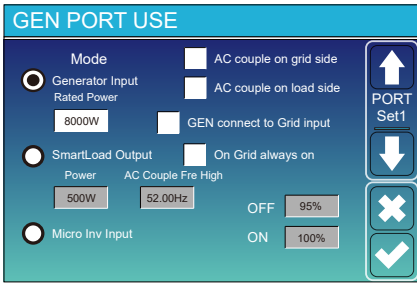 GEN PORT USE
Mode
AC couple on grid side
Generator Input
Rated Power
AC couple on load side
PORT
Set1
8000W
GEN connect to Grid input
SmartLoad Output
On Grid always on
Power
AC Couple Fre High
500W
52.00Hz
OFF
95%
Micro Inv Input
ON
100%